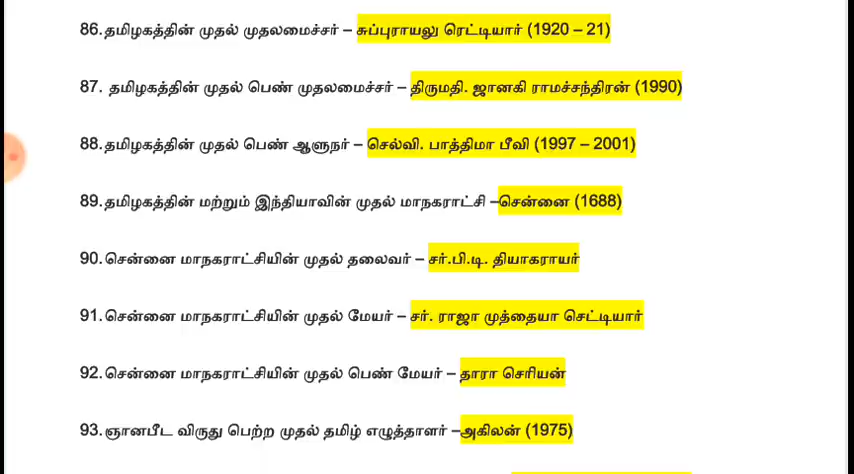 86.தமிழகத்தின் முதல் முதலமைச்சர் – சுப்புராயலு ரெட்டியார் (1920 – 21)
87. தமிழகத்தின் முதல் பெண் முதலமைச்சர் – திருமதி. ஜானகி ராமச்சந்திரன் (1990)
88.தமிழகத்தின் முதல் பெண் ஆளுநர் – செல்வி. பாத்திமா பீவி (1997 – 2001)
89.தமிழகத்தின் மற்றும் இந்தியாவின் முதல் மாநகராட்சி –சென்னை (1688)
90.சென்னை மாநகராட்சியின் முதல் தலைவர் – சர்.பி.டி. தியாகராயர்
91.சென்னை மாநகராட்சியின் முதல் மேயர் – சர். ராஜா முத்தையா செட்டியார்
92.சென்னை மாநகராட்சியின் முதல் பெண் மேயர் – தாரா செரியன்
93.ஞானபீட விருது பெற்ற முதல் தமிழ் எழுத்தாளர் –அகிலன் (1975)